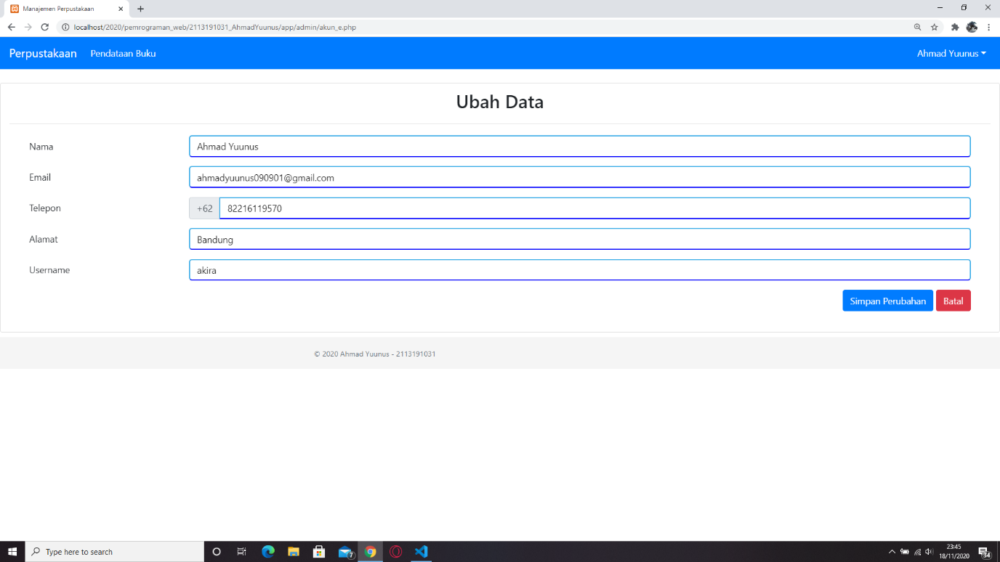 Manajemen Perpustakaan
localhost/2020/pemrograman_web/2113191031_AhmadYuunus/app/admin/akun_e.php
Perpustakaan Pendataan Buku Ahmad Yuunus
Ubah Data
Nama Ahmad Yuunus
Email ahmadyuunus090901@gmail.com
Telepon +62 82216119570
Alamat Bandung
Username akira
Simpan Perubahan Batal
© 2020 Ahmad Yuunus - 2113191031
Type here to search 7 23:45
18/11/2020 34